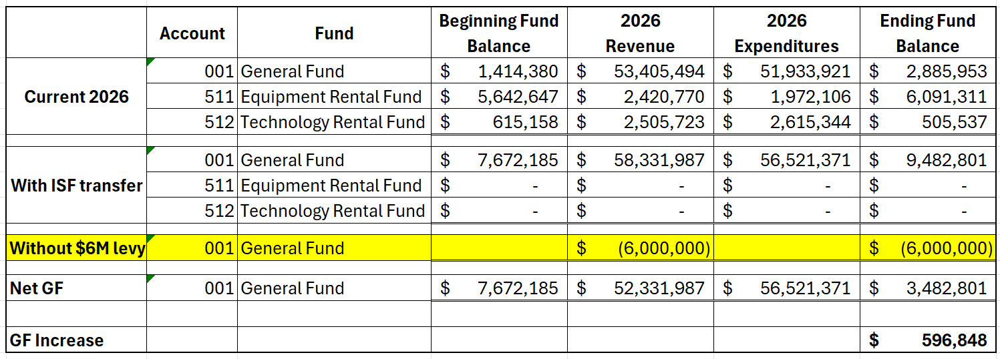 Account Fund Beginning Fund Balance 2026 Revenue 2026 Expenditures Ending Fund Balance
Current 2026
001 General Fund $ 1,414,380 $ 53,405,494 $ 51,933,921 $ 2,885,953
511 Equipment Rental Fund $ 5,642,647 $ 2,420,770 $ 1,972,106 $ 6,091,311
512 Technology Rental Fund $ 615,158 $ 2,505,723 $ 2,615,344 $ 505,537
With ISF transfer
001 General Fund $ 7,672,185 $ 58,331,987 $ 56,521,371 $ 9,482,801
511 Equipment Rental Fund $ - $ - $ - $ -
512 Technology Rental Fund $ - $ - $ - $ -
Without $6M levy 001 General Fund $ (6,000,000) $ (6,000,000)
Net GF 001 General Fund $ 7,672,185 $ 52,331,987 $ 56,521,371 $ 3,482,801
GF Increase $ 596,848